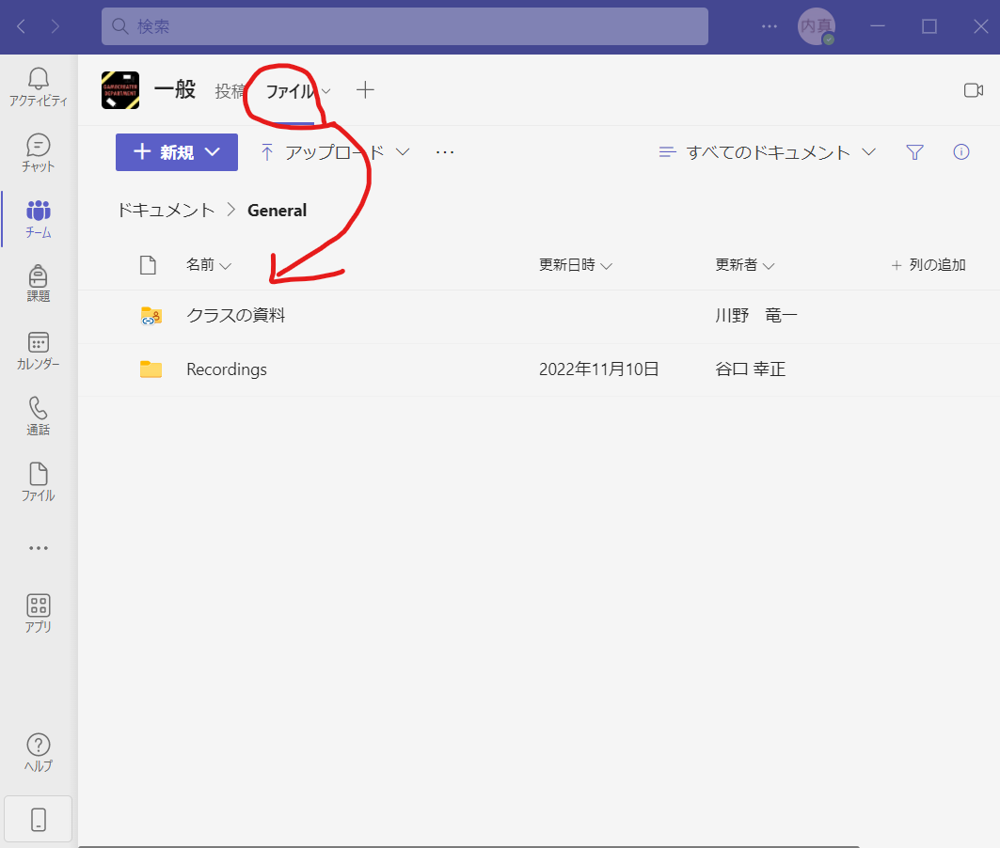 検索
内真
アクティビティ
チャット
チーム
課題
カレンダー
通話
ファイル
アプリ
ヘルプ
一般 投稿 ファイル
新規 アップロード すべてのドキュメント
ドキュメント > General
名前 更新日時 更新者 + 列の追加
クラスの資料 川野 竜一
Recordings 2022年11月10日 谷口 幸正